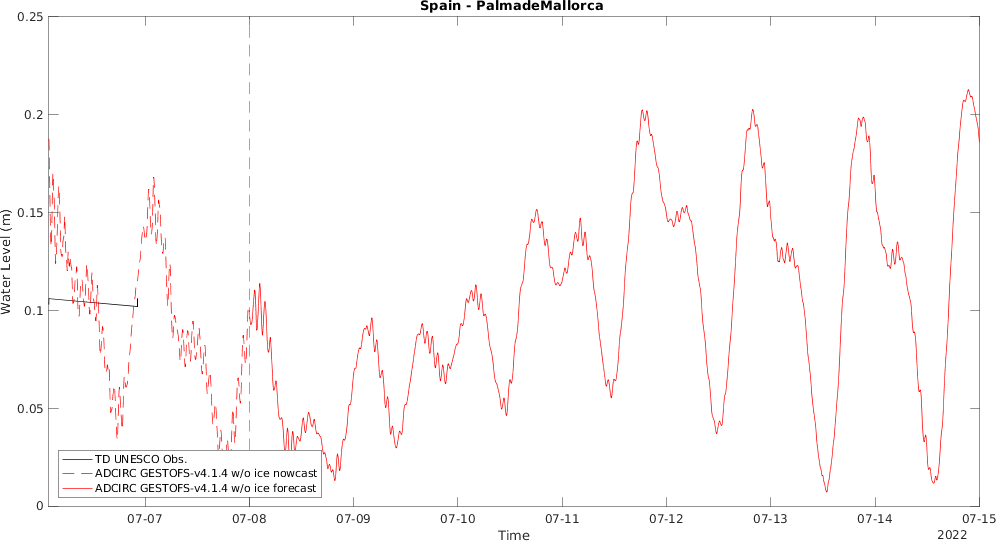 Spain - PalmadeMallorca
0.25
0.2
0.15
0.1
0.05
0
Water Level (m)
TD UNESCO Obs.
ADCIRC GESTOFS-v4.1.4 w/o ice nowcast
ADCIRC GESTOFS-v4.1.4 w/o ice forecast
07-07 07-08 07-09 07-10 07-11 07-12 07-13 07-14 07-15
Time
2022